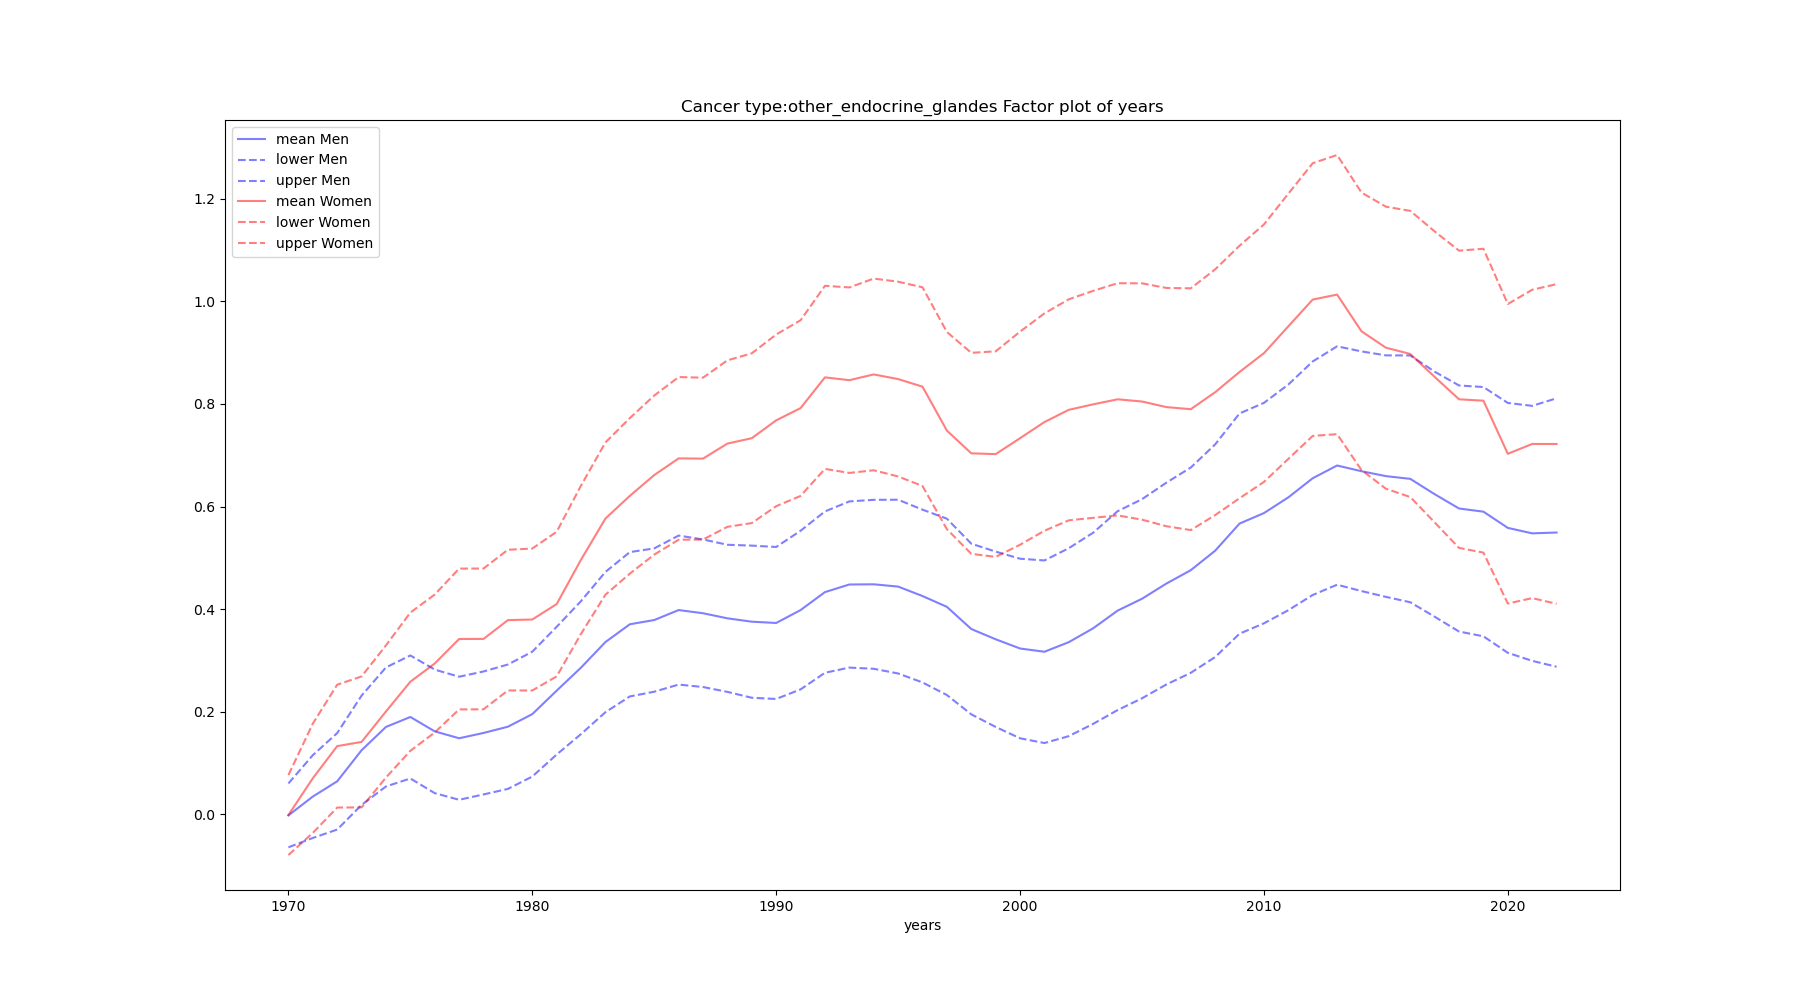 Cancer type:other_endocrine_glandes Factor plot of years
mean Men
lower Men
upper Men
mean Women
lower Women
upper Women
1.2
1.0
0.8
0.6
0.4
0.2
0.0
1970 1980 1990 2000 2010 2020
years